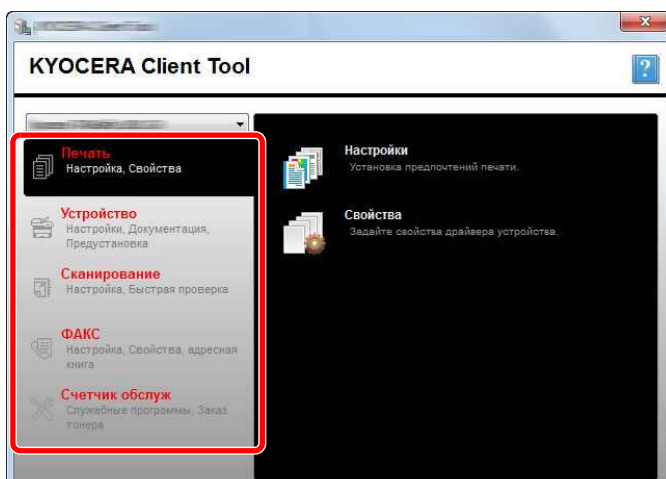 KYOCERA Client Tool
?
Печать
Настройка, Свойства
Устройство
Настройки, Документация,
Предустановка
Сканирование
Настройка, Быстрая проверка
ФАКС
Настройка, Свойства, адресная
книга
Счетчик обслуж
Служебные программы, Заказ
тонера
Настройки
Установка предпочтений печати.
Свойства
Задайте свойства драйвера устройства.